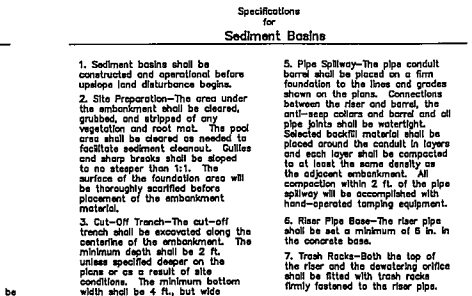 Specifications
for
Sediment Basins
1. Sediment basins shall be
constructed and operational before
upslope land disturbance begins.
2. Site Preparation—The area under
the embankment shall be cleared,
grubbed, and stripped of any
vegetation and root mat. The pool
area shall be cleared as needed to
facilitate sediment cleanout. Gullies
and sharp breaks shall be sloped
to no steeper than 1:1. The
surface of the foundation area will
be thoroughly scarified before
placement of the embankment
material.
3. Cut-Off Trench—The cut-off
trench shall be excavated along the
centerline of the embankment. The
minimum depth shall be 2 ft.
unless specified deeper on the
plans or as a result of site
conditions. The minimum bottom
width shall be 4 ft., but wide
5. Pipe Spillway—The pipe conduit
barrel shall be placed on a firm
foundation to the lines and grades
shown on the plans. Connections
between the riser and barrel, the
anti-seep collars and barrel and all
pipe joints shall be watertight.
Selected backfill material shall be
placed around the conduit in layers
and each layer shall be compacted
to at least the same density as
the adjacent embankment. All
compaction within 2 ft. of the pipe
spillway will be accomplished with
hand-operated tamping equipment.
6. Riser Pipe Base—The riser pipe
shall be set a minimum of 6 in. in
the concrete base.
7. Trash Racks—Both the top of
the riser and the dewatering orifice
shall be fitted with trash racks
firmly fastened to the riser pipe.
be